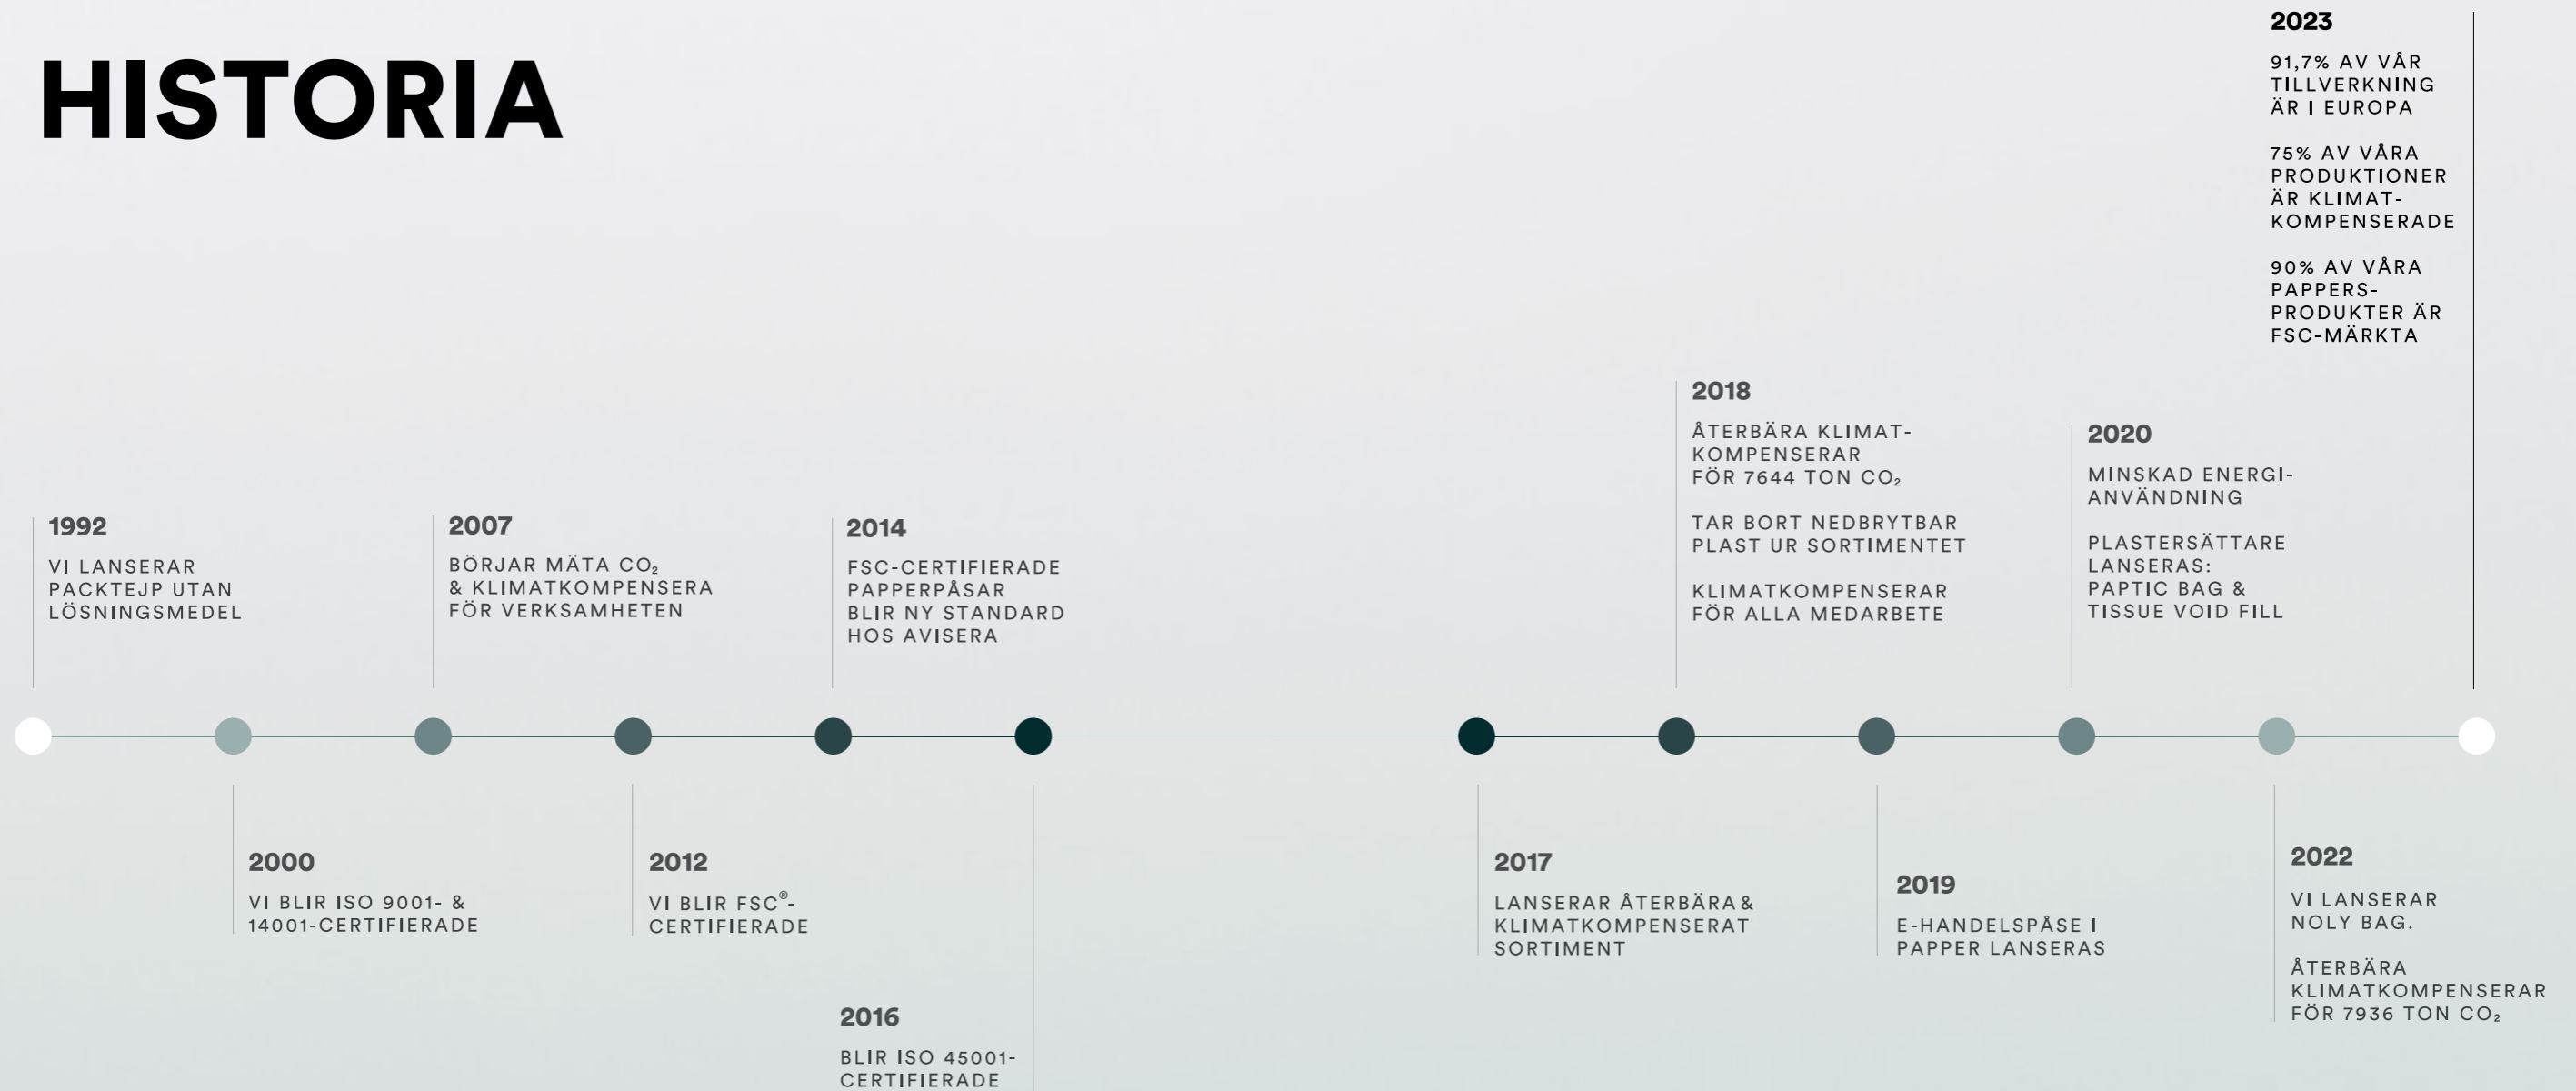 HISTORIA
1992
VI LANSERAR
PACKTEJP UTAN
LÖSNINGSMEDEL
2000
VI BLIR ISO 9001- &
14001-CERTIFIERADE
2007
BÖRJAR MÄTA CO₂
& KLIMATKOMPENSERA
FÖR VERKSAMHETEN
2012
VI BLIR FSC®-
CERTIFIERADE
2014
FSC-CERTIFIERADE
PAPPERPÅSAR
BLIR NY STANDARD
HOS AVISERA
2016
BLIR ISO 45001-
CERTIFIERADE
2017
LANSERAR ÅTERBÄRA &
KLIMATKOMPENSERAT
SORTIMENT
2018
ÅTERBÄRA KLIMAT-
KOMPENSERAR
FÖR 7644 TON CO₂
TAR BORT NEDBRYTBAR
PLAST UR SORTIMENTET
KLIMATKOMPENSERAR
FÖR ALLA MEDARBETE
2019
E-HANDELSPÅSE I
PAPPER LANSERAS
2020
MINSKAD ENERGI-
ANVÄNDNING
PLASTERSÄTTARE
LANSERAS:
PAPTIC BAG &
TISSUE VOID FILL
2022
VI LANSERAR
NOLY BAG.
ÅTERBÄRA
KLIMATKOMPENSERAR
FÖR 7936 TON CO₂
2023
91,7% AV VÅR
TILLVERKNING
ÄR I EUROPA
75% AV VÅRA
PRODUKTIONER
ÄR KLIMAT-
KOMPENSERADE
90% AV VÅRA
PAPPERS-
PRODUKTER ÄR
FSC-MÄRKTA